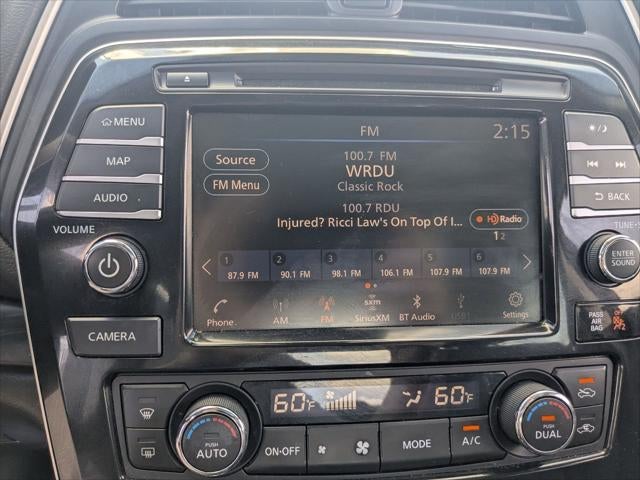 FM
2:15
MENU
MAP
AUDIO
VOLUME
CAMERA
Source
FM Menu
100.7 FM
WRDU
Classic Rock
100.7 RDU
Injured? Ricci Law's On Top Of I...
HD Radio
1 2
1 2 3 4 5 6
87.9 FM 90.1 FM 98.1 FM 106.1 FM 107.9 FM 107.9 FM
Phone
AM
FM
sxm
SiriusXM
BT Audio
USB1
Settings
BACK
TUNE·S
ENTER
SOUND
PASS
AIR
BAG
60°F
60°F
PUSH
AUTO
ON·OFF
MODE
A/C
PUSH
DUAL